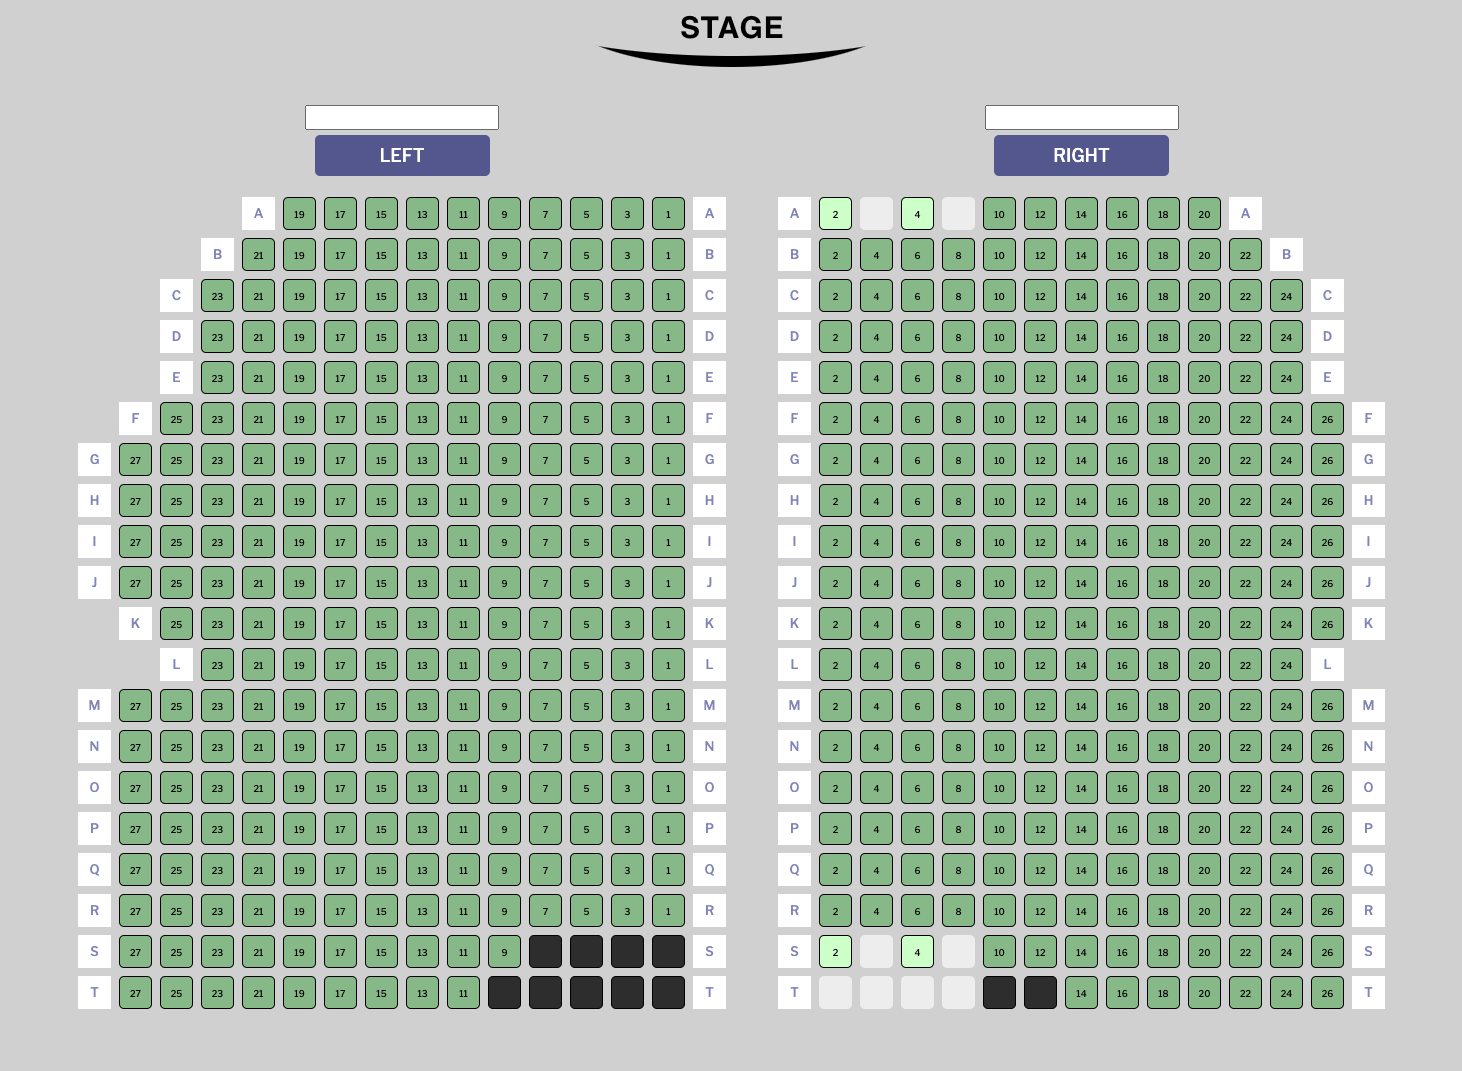 STAGE
LEFT RIGHT
A 19 17 15 13 11 9 7 5 3 1 A A 2 4 10 12 14 16 18 20 A
B 21 19 17 15 13 11 9 7 5 3 1 B B 2 4 6 8 10 12 14 16 18 20 22 B
C 23 21 19 17 15 13 11 9 7 5 3 1 C C 2 4 6 8 10 12 14 16 18 20 22 24 C
D 23 21 19 17 15 13 11 9 7 5 3 1 D D 2 4 6 8 10 12 14 16 18 20 22 24 D
E 23 21 19 17 15 13 11 9 7 5 3 1 E E 2 4 6 8 10 12 14 16 18 20 22 24 E
F 25 23 21 19 17 15 13 11 9 7 5 3 1 F F 2 4 6 8 10 12 14 16 18 20 22 24 26 F
G 27 25 23 21 19 17 15 13 11 9 7 5 3 1 G G 2 4 6 8 10 12 14 16 18 20 22 24 26 G
H 27 25 23 21 19 17 15 13 11 9 7 5 3 1 H H 2 4 6 8 10 12 14 16 18 20 22 24 26 H
I 27 25 23 21 19 17 15 13 11 9 7 5 3 1 I I 2 4 6 8 10 12 14 16 18 20 22 24 26 I
J 27 25 23 21 19 17 15 13 11 9 7 5 3 1 J J 2 4 6 8 10 12 14 16 18 20 22 24 26 J
K 25 23 21 19 17 15 13 11 9 7 5 3 1 K K 2 4 6 8 10 12 14 16 18 20 22 24 26 K
L 23 21 19 17 15 13 11 9 7 5 3 1 L L 2 4 6 8 10 12 14 16 18 20 22 24 L
M 27 25 23 21 19 17 15 13 11 9 7 5 3 1 M M 2 4 6 8 10 12 14 16 18 20 22 24 26 M
N 27 25 23 21 19 17 15 13 11 9 7 5 3 1 N N 2 4 6 8 10 12 14 16 18 20 22 24 26 N
O 27 25 23 21 19 17 15 13 11 9 7 5 3 1 O O 2 4 6 8 10 12 14 16 18 20 22 24 26 O
P 27 25 23 21 19 17 15 13 11 9 7 5 3 1 P P 2 4 6 8 10 12 14 16 18 20 22 24 26 P
Q 27 25 23 21 19 17 15 13 11 9 7 5 3 1 Q Q 2 4 6 8 10 12 14 16 18 20 22 24 26 Q
R 27 25 23 21 19 17 15 13 11 9 7 5 3 1 R R 2 4 6 8 10 12 14 16 18 20 22 24 26 R
S 27 25 23 21 19 17 15 13 11 9 S S 2 4 10 12 14 16 18 20 22 24 26 S
T 27 25 23 21 19 17 15 13 11 T T 14 16 18 20 22 24 26 T